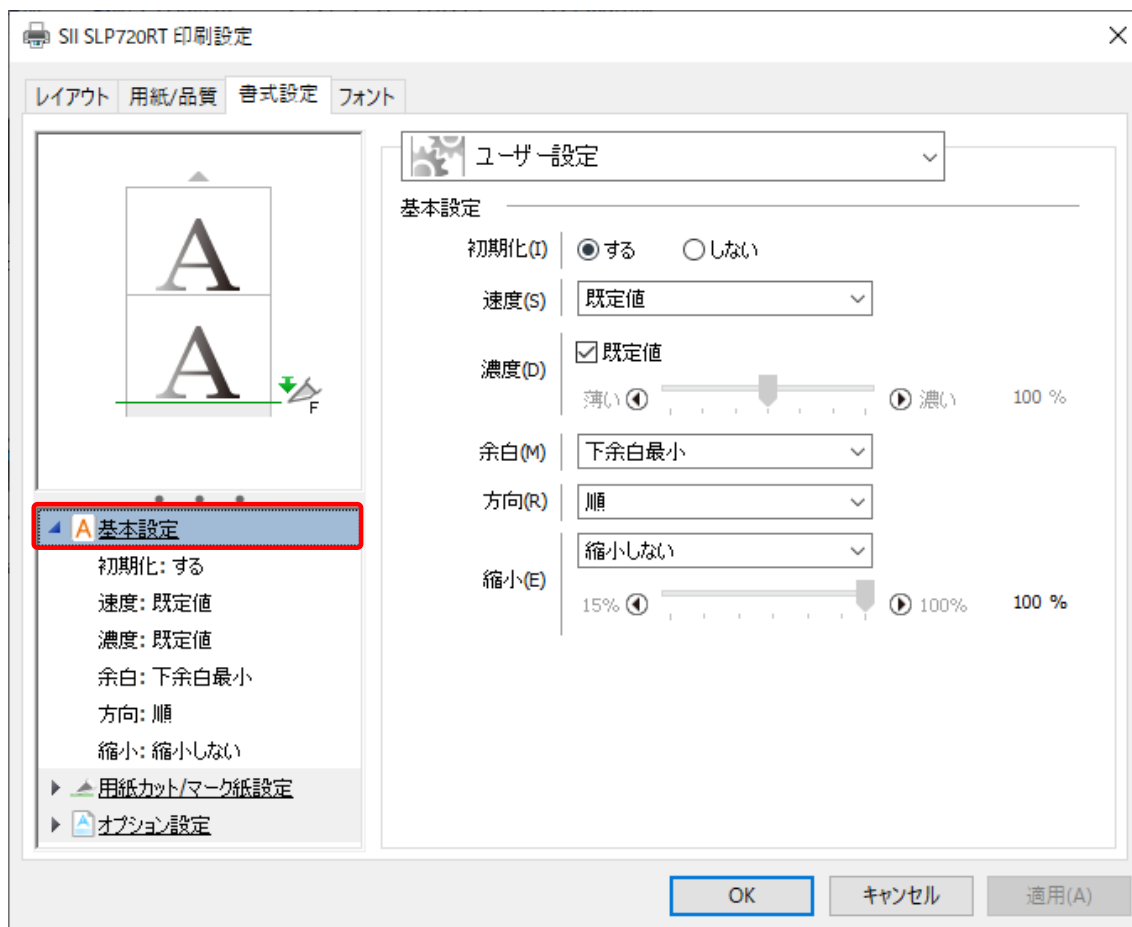 SII SLP720RT 印刷設定
レイアウト 用紙/品質 書式設定 フォント
A
A
F
基本設定
初期化: する
速度: 既定値
濃度: 既定値
余白: 下余白最小
方向: 順
縮小: 縮小しない
用紙カット/マーク紙設定
オプション設定
ユーザー設定
基本設定
初期化(I) する しない
速度(S) 既定値
濃度(D) 既定値
薄い 濃い 100 %
余白(M) 下余白最小
方向(R) 順
縮小(E) 縮小しない
15% 100% 100 %
OK キャンセル 適用(A)